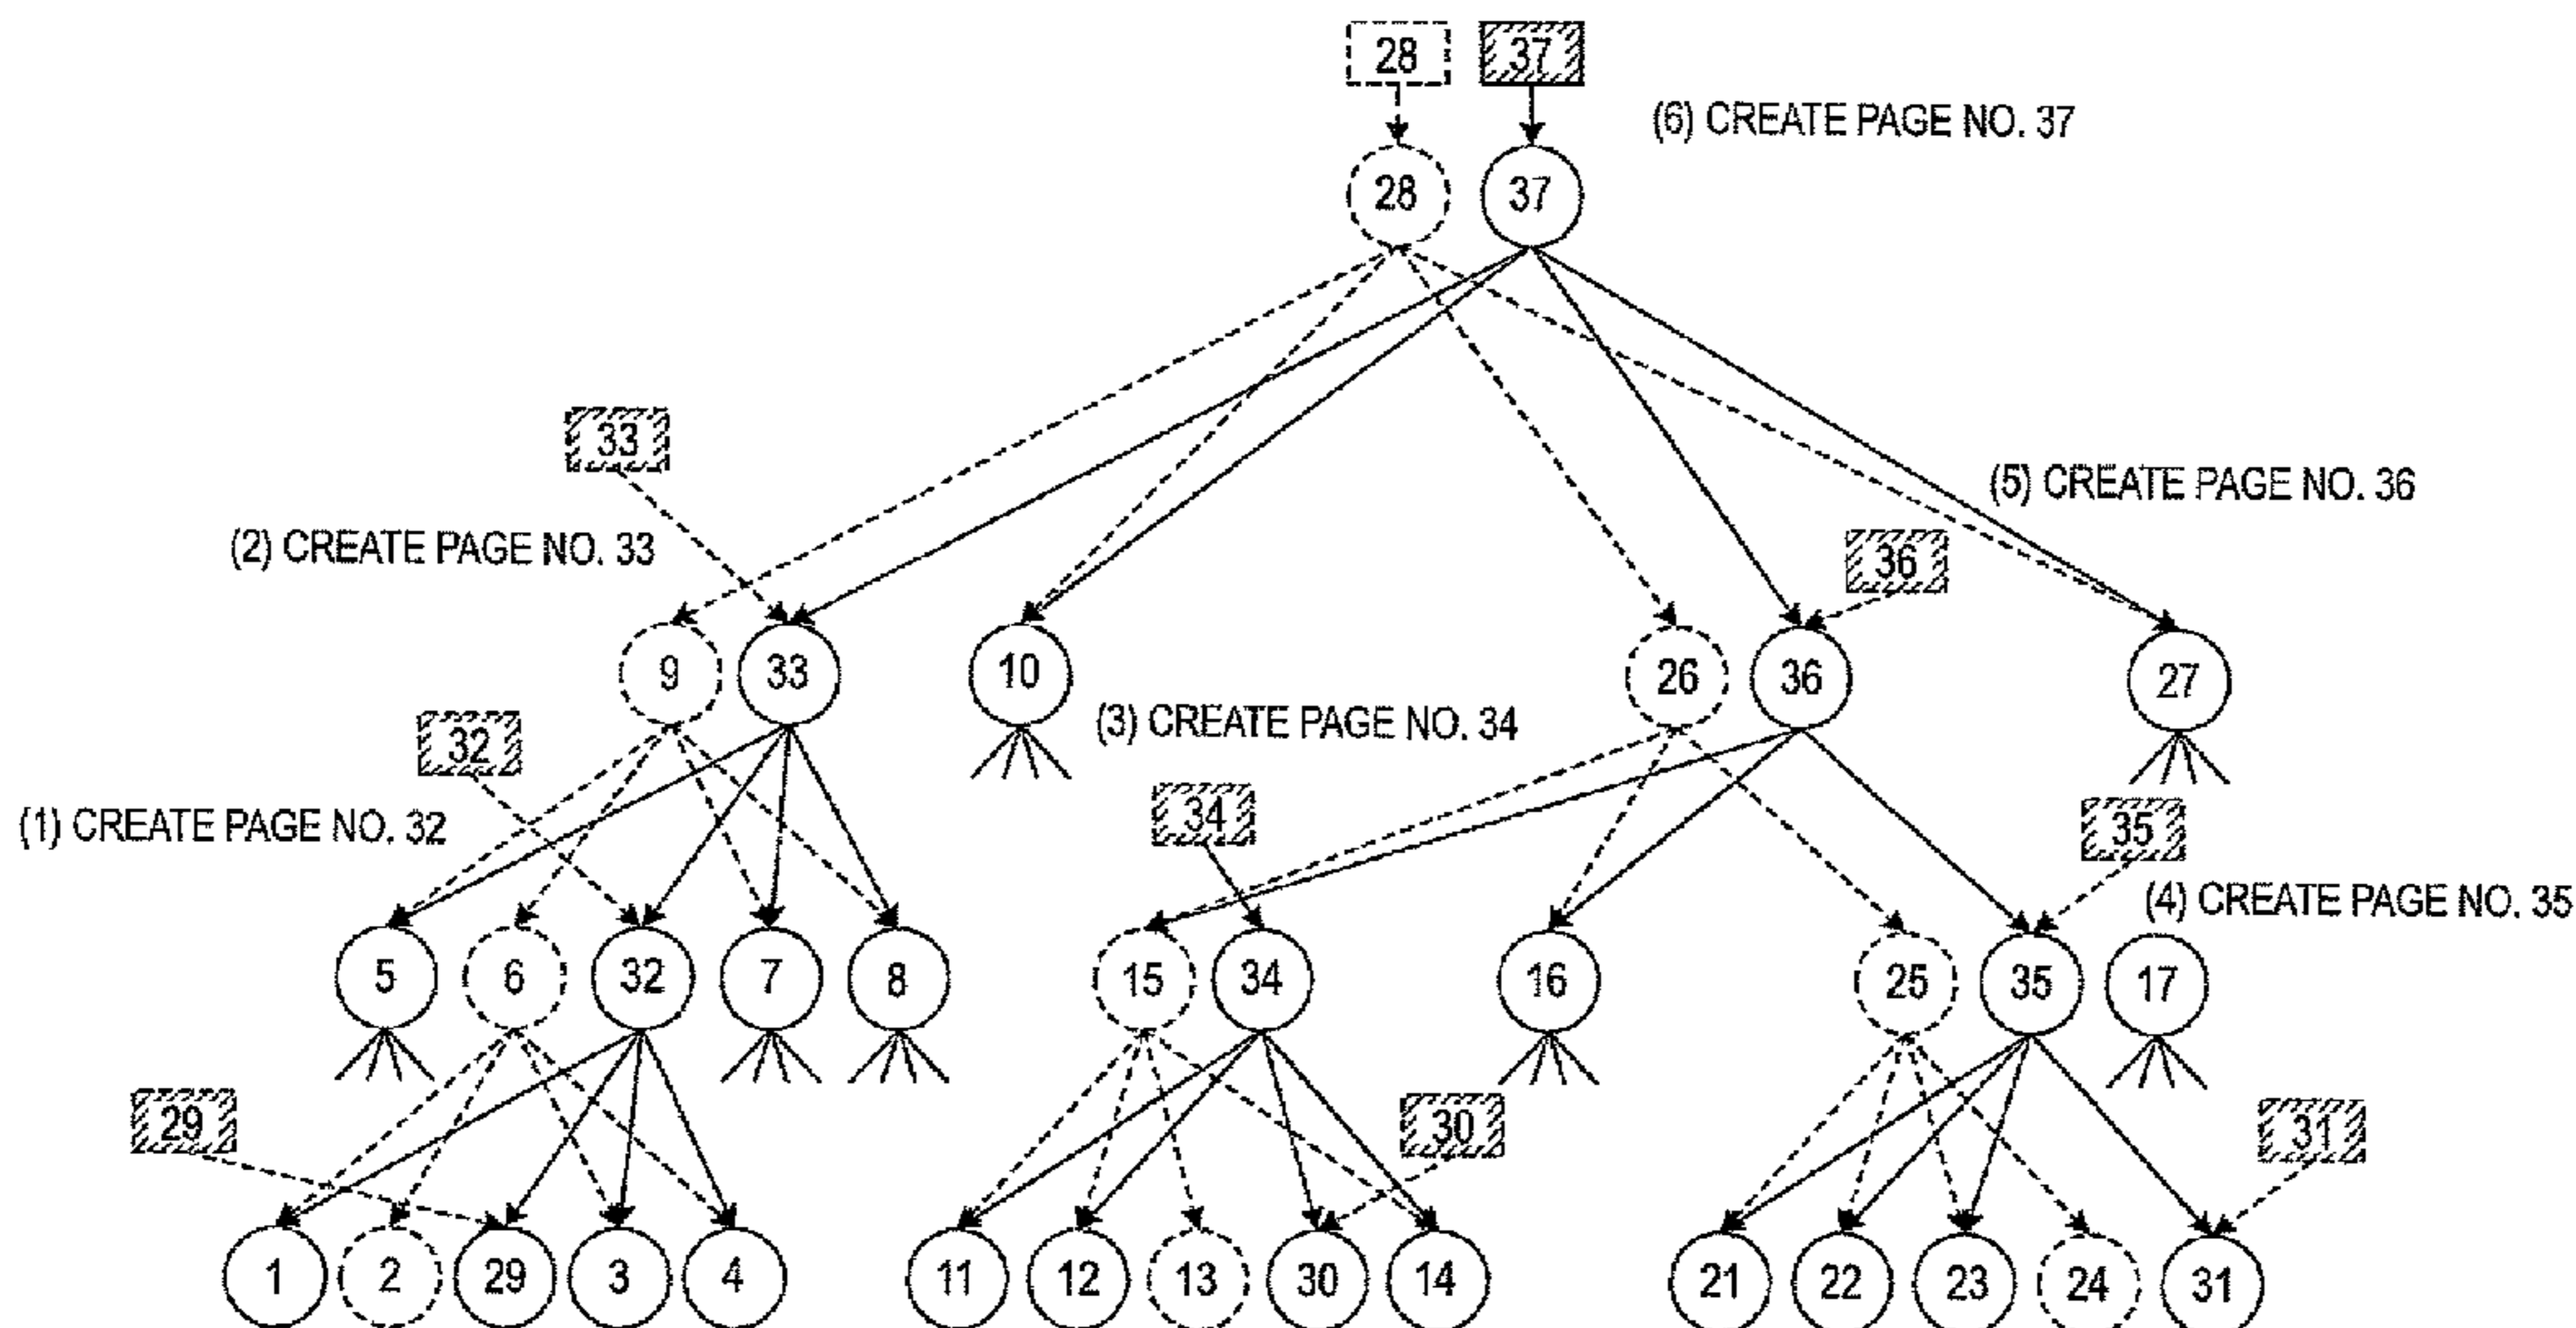 28 37
(6) CREATE PAGE NO. 37
28 37
33
(5) CREATE PAGE NO. 36
(2) CREATE PAGE NO. 33
36
9 33 10 26 36 27
(3) CREATE PAGE NO. 34
32
34
(1) CREATE PAGE NO. 32
35
(4) CREATE PAGE NO. 35
5 6 32 7 8 15 34 16 25 35 17
29 30 31
1 2 29 3 4 11 12 13 30 14 21 22 23 24 31